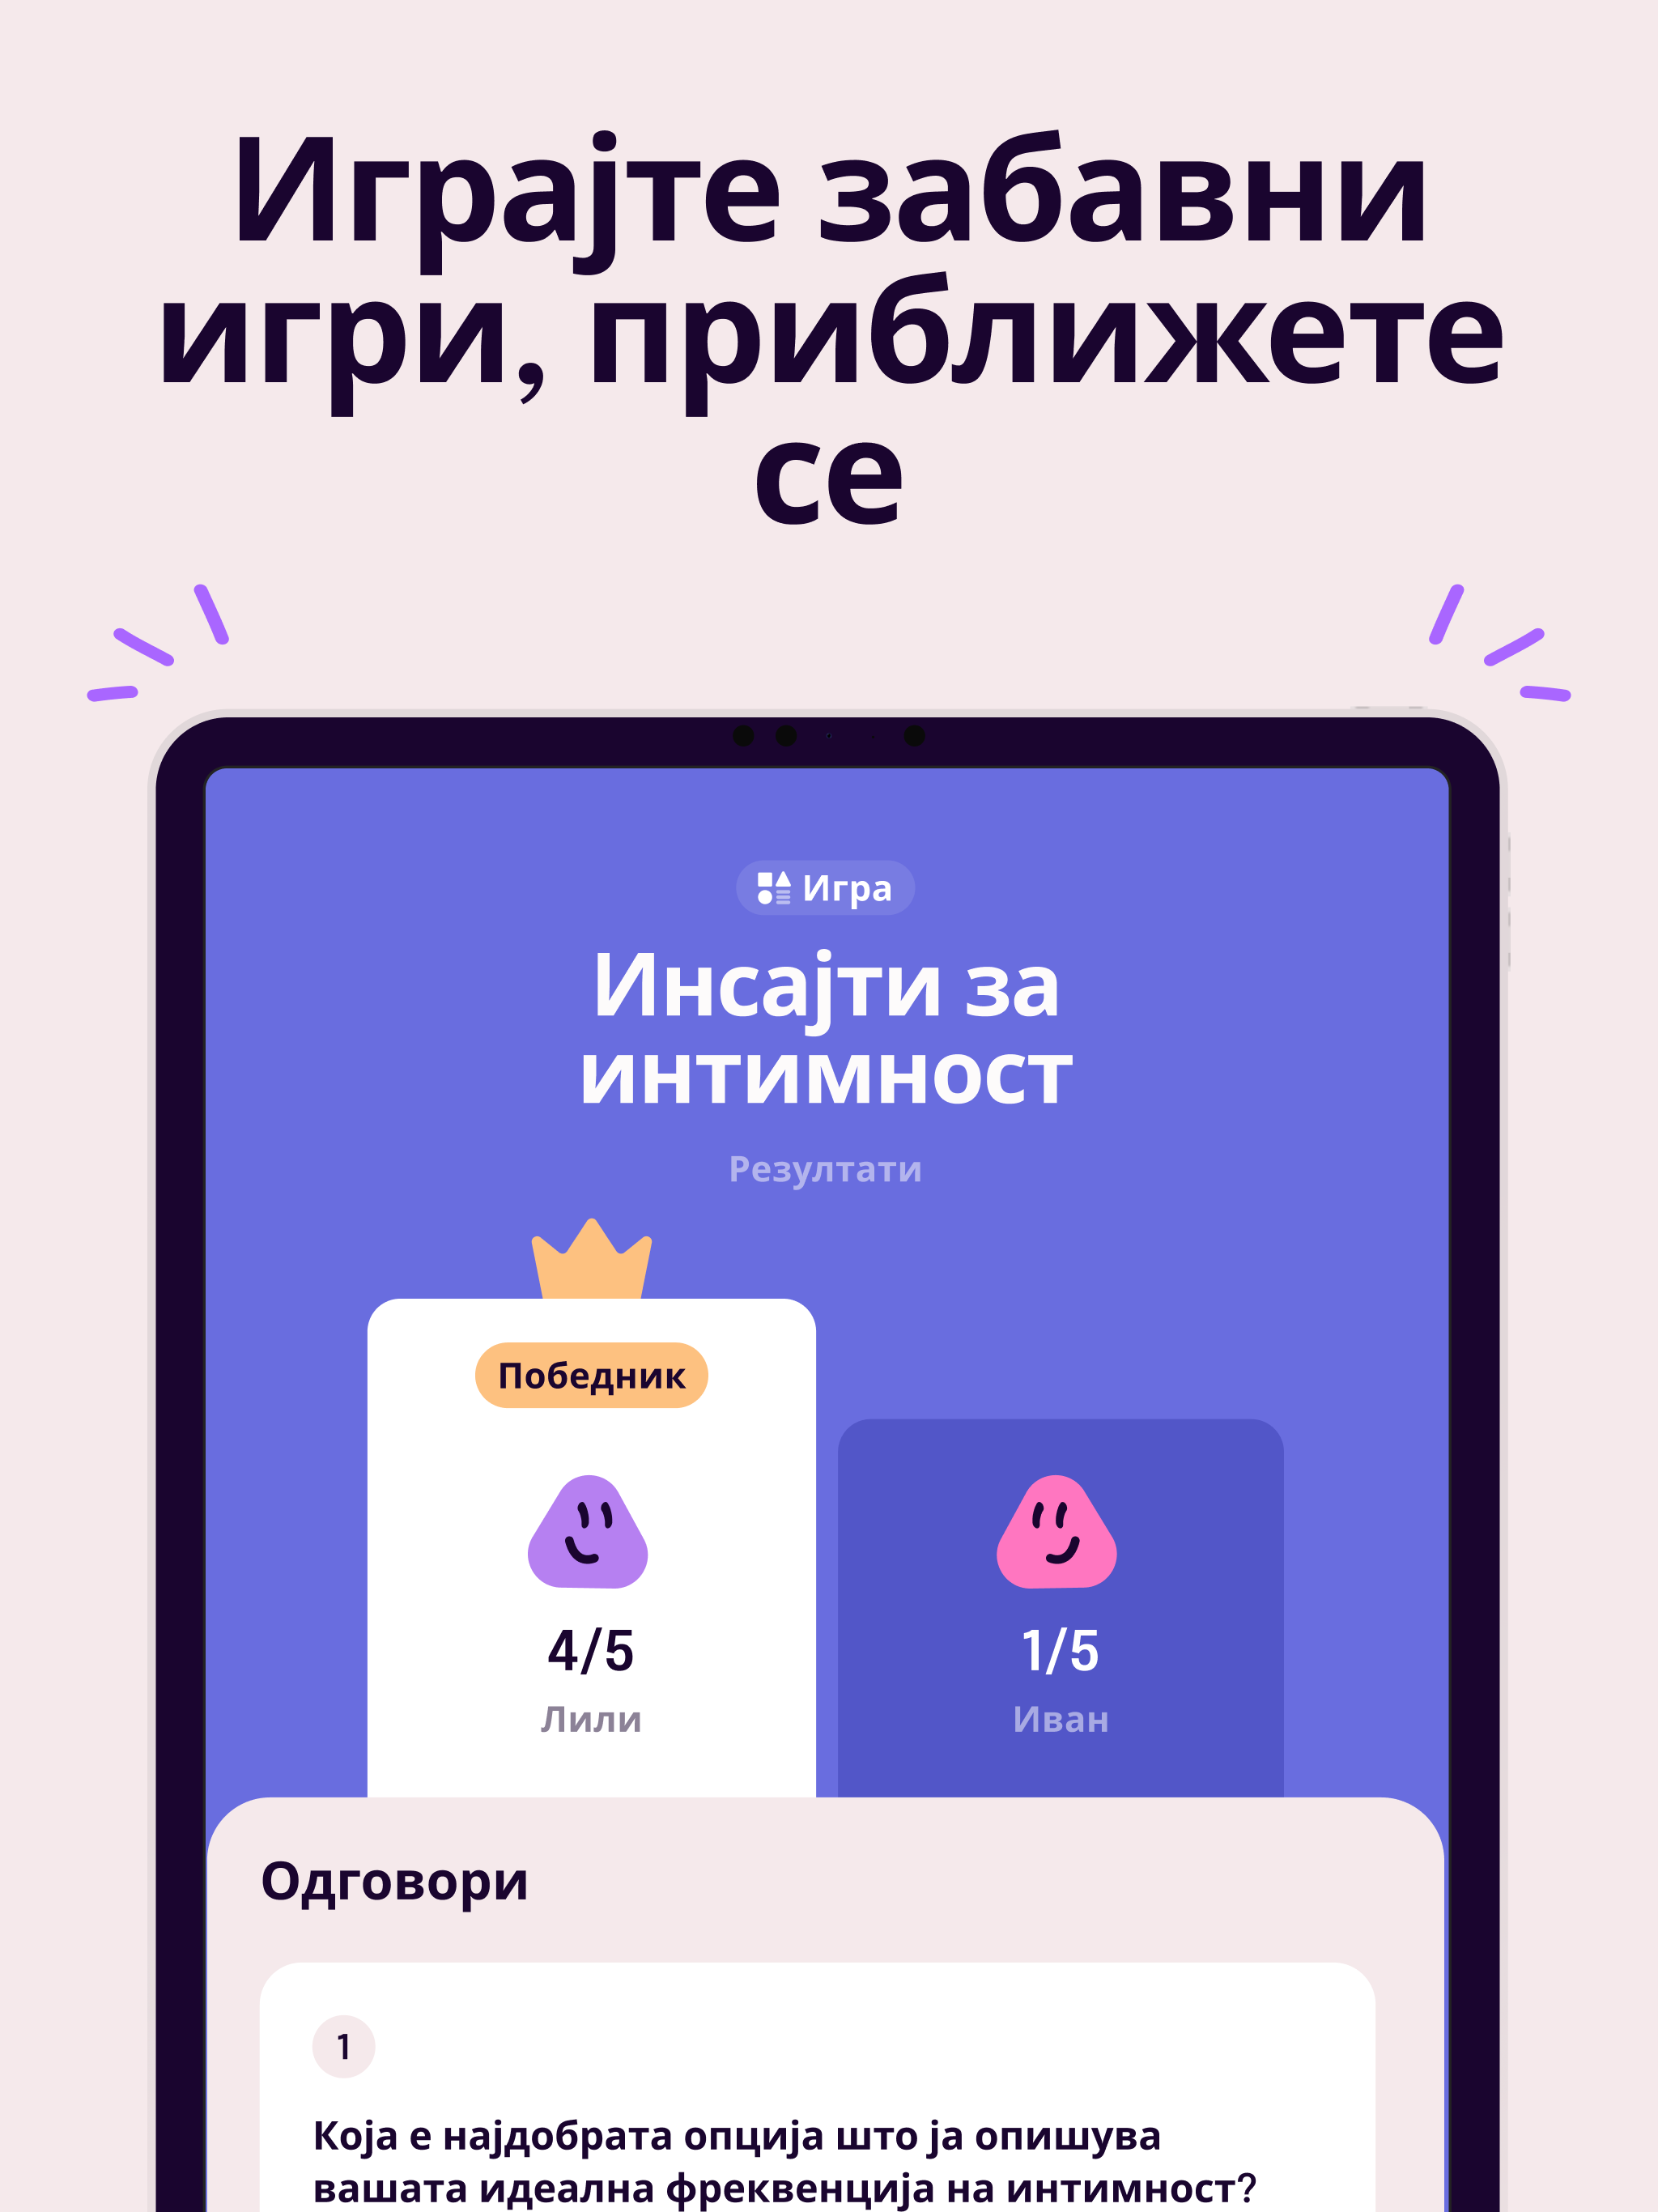 Играјте забавни
игри, приближете
се
Игра
Инсајти за
интимност
Резултати
Победник
4/5
Лили
1/5
Иван
Одговори
1
Која е најдобрата опција што ја опишува
вашата идеална фреквенција на интимност?